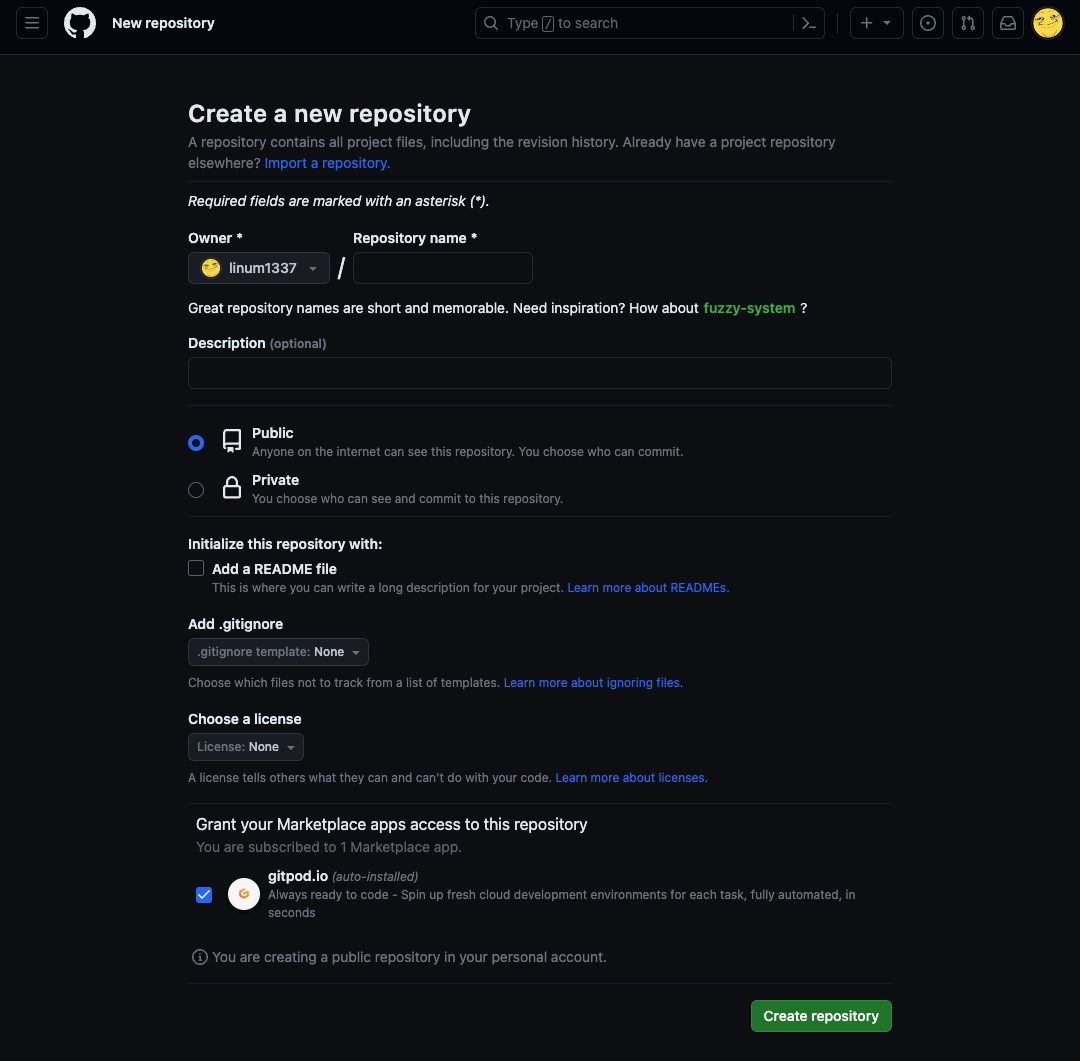 New repository
Type / to search
Create a new repository
A repository contains all project files, including the revision history. Already have a project repository
elsewhere? Import a repository.
Required fields are marked with an asterisk (*).
Owner *
Repository name *
linum1337
/
Great repository names are short and memorable. Need inspiration? How about fuzzy-system ?
Description (optional)
Public
Anyone on the internet can see this repository. You choose who can commit.
Private
You choose who can see and commit to this repository.
Initialize this repository with:
Add a README file
This is where you can write a long description for your project. Learn more about READMEs.
Add .gitignore
.gitignore template: None
Choose which files not to track from a list of templates. Learn more about ignoring files.
Choose a license
License: None
A license tells others what they can and can't do with your code. Learn more about licenses.
Grant your Marketplace apps access to this repository
You are subscribed to 1 Marketplace app.
gitpod.io (auto-installed)
Always ready to code - Spin up fresh cloud development environments for each task, fully automated, in
seconds
You are creating a public repository in your personal account.
Create repository